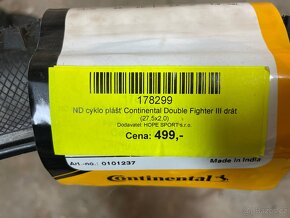 178299
ND cyklo plášť Continental Double Fighter III drát
(27,5x2,0)
Dodavatel: HOPE SPORT s.r.o.
Cena: 499,-
Art.-no.: 0101237
Made in India
Continental